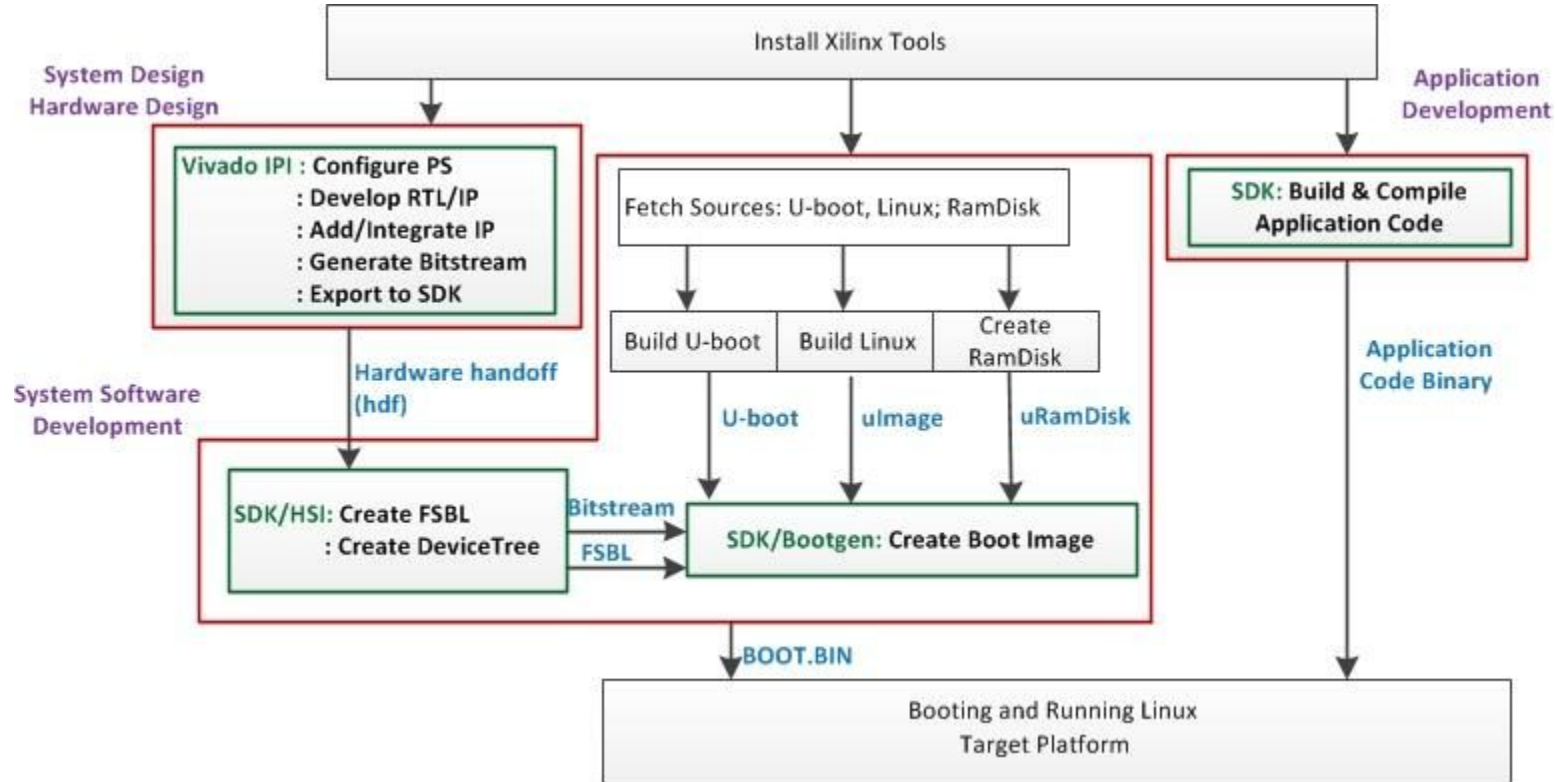 Install Xilinx Tools
System Design
Hardware Design
Application
Development
Vivado IPI : Configure PS
: Develop RTL/IP
: Add/Integrate IP
: Generate Bitstream
: Export to SDK
Fetch Sources: U-boot, Linux; RamDisk
SDK: Build & Compile
Application Code
Build U-boot
Build Linux
Create
RamDisk
Hardware handoff
(hdf)
Application
Code Binary
System Software
Development
U-boot
uImage
uRamDisk
SDK/HSI: Create FSBL
: Create DeviceTree
Bitstream
FSBL
SDK/Bootgen: Create Boot Image
BOOT.BIN
Booting and Running Linux
Target Platform